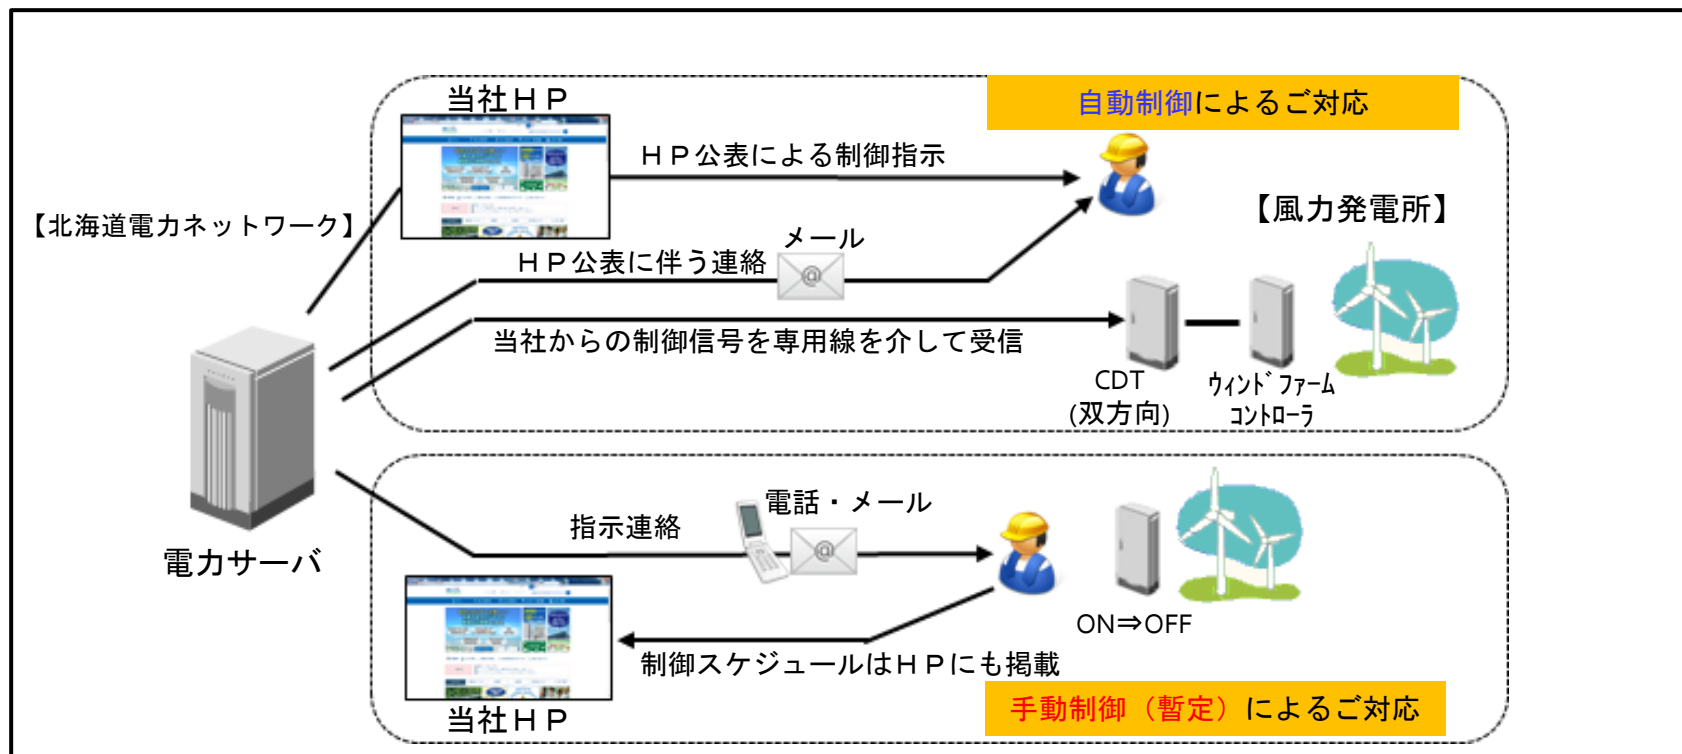 当社ＨＰ
自動制御によるご対応
ＨＰ公表による制御指示
【風力発電所】
【北海道電力ネットワーク】
メール
ＨＰ公表に伴う連絡
当社からの制御信号を専用線を介して受信
CDT
(双方向)
ｳｨﾝﾄﾞﾌｧｰﾑ
ｺﾝﾄﾛｰﾗ
電力サーバ
電話・メール
指示連絡
ON⇒OFF
制御スケジュールはＨＰにも掲載
当社ＨＰ
手動制御（暫定）によるご対応